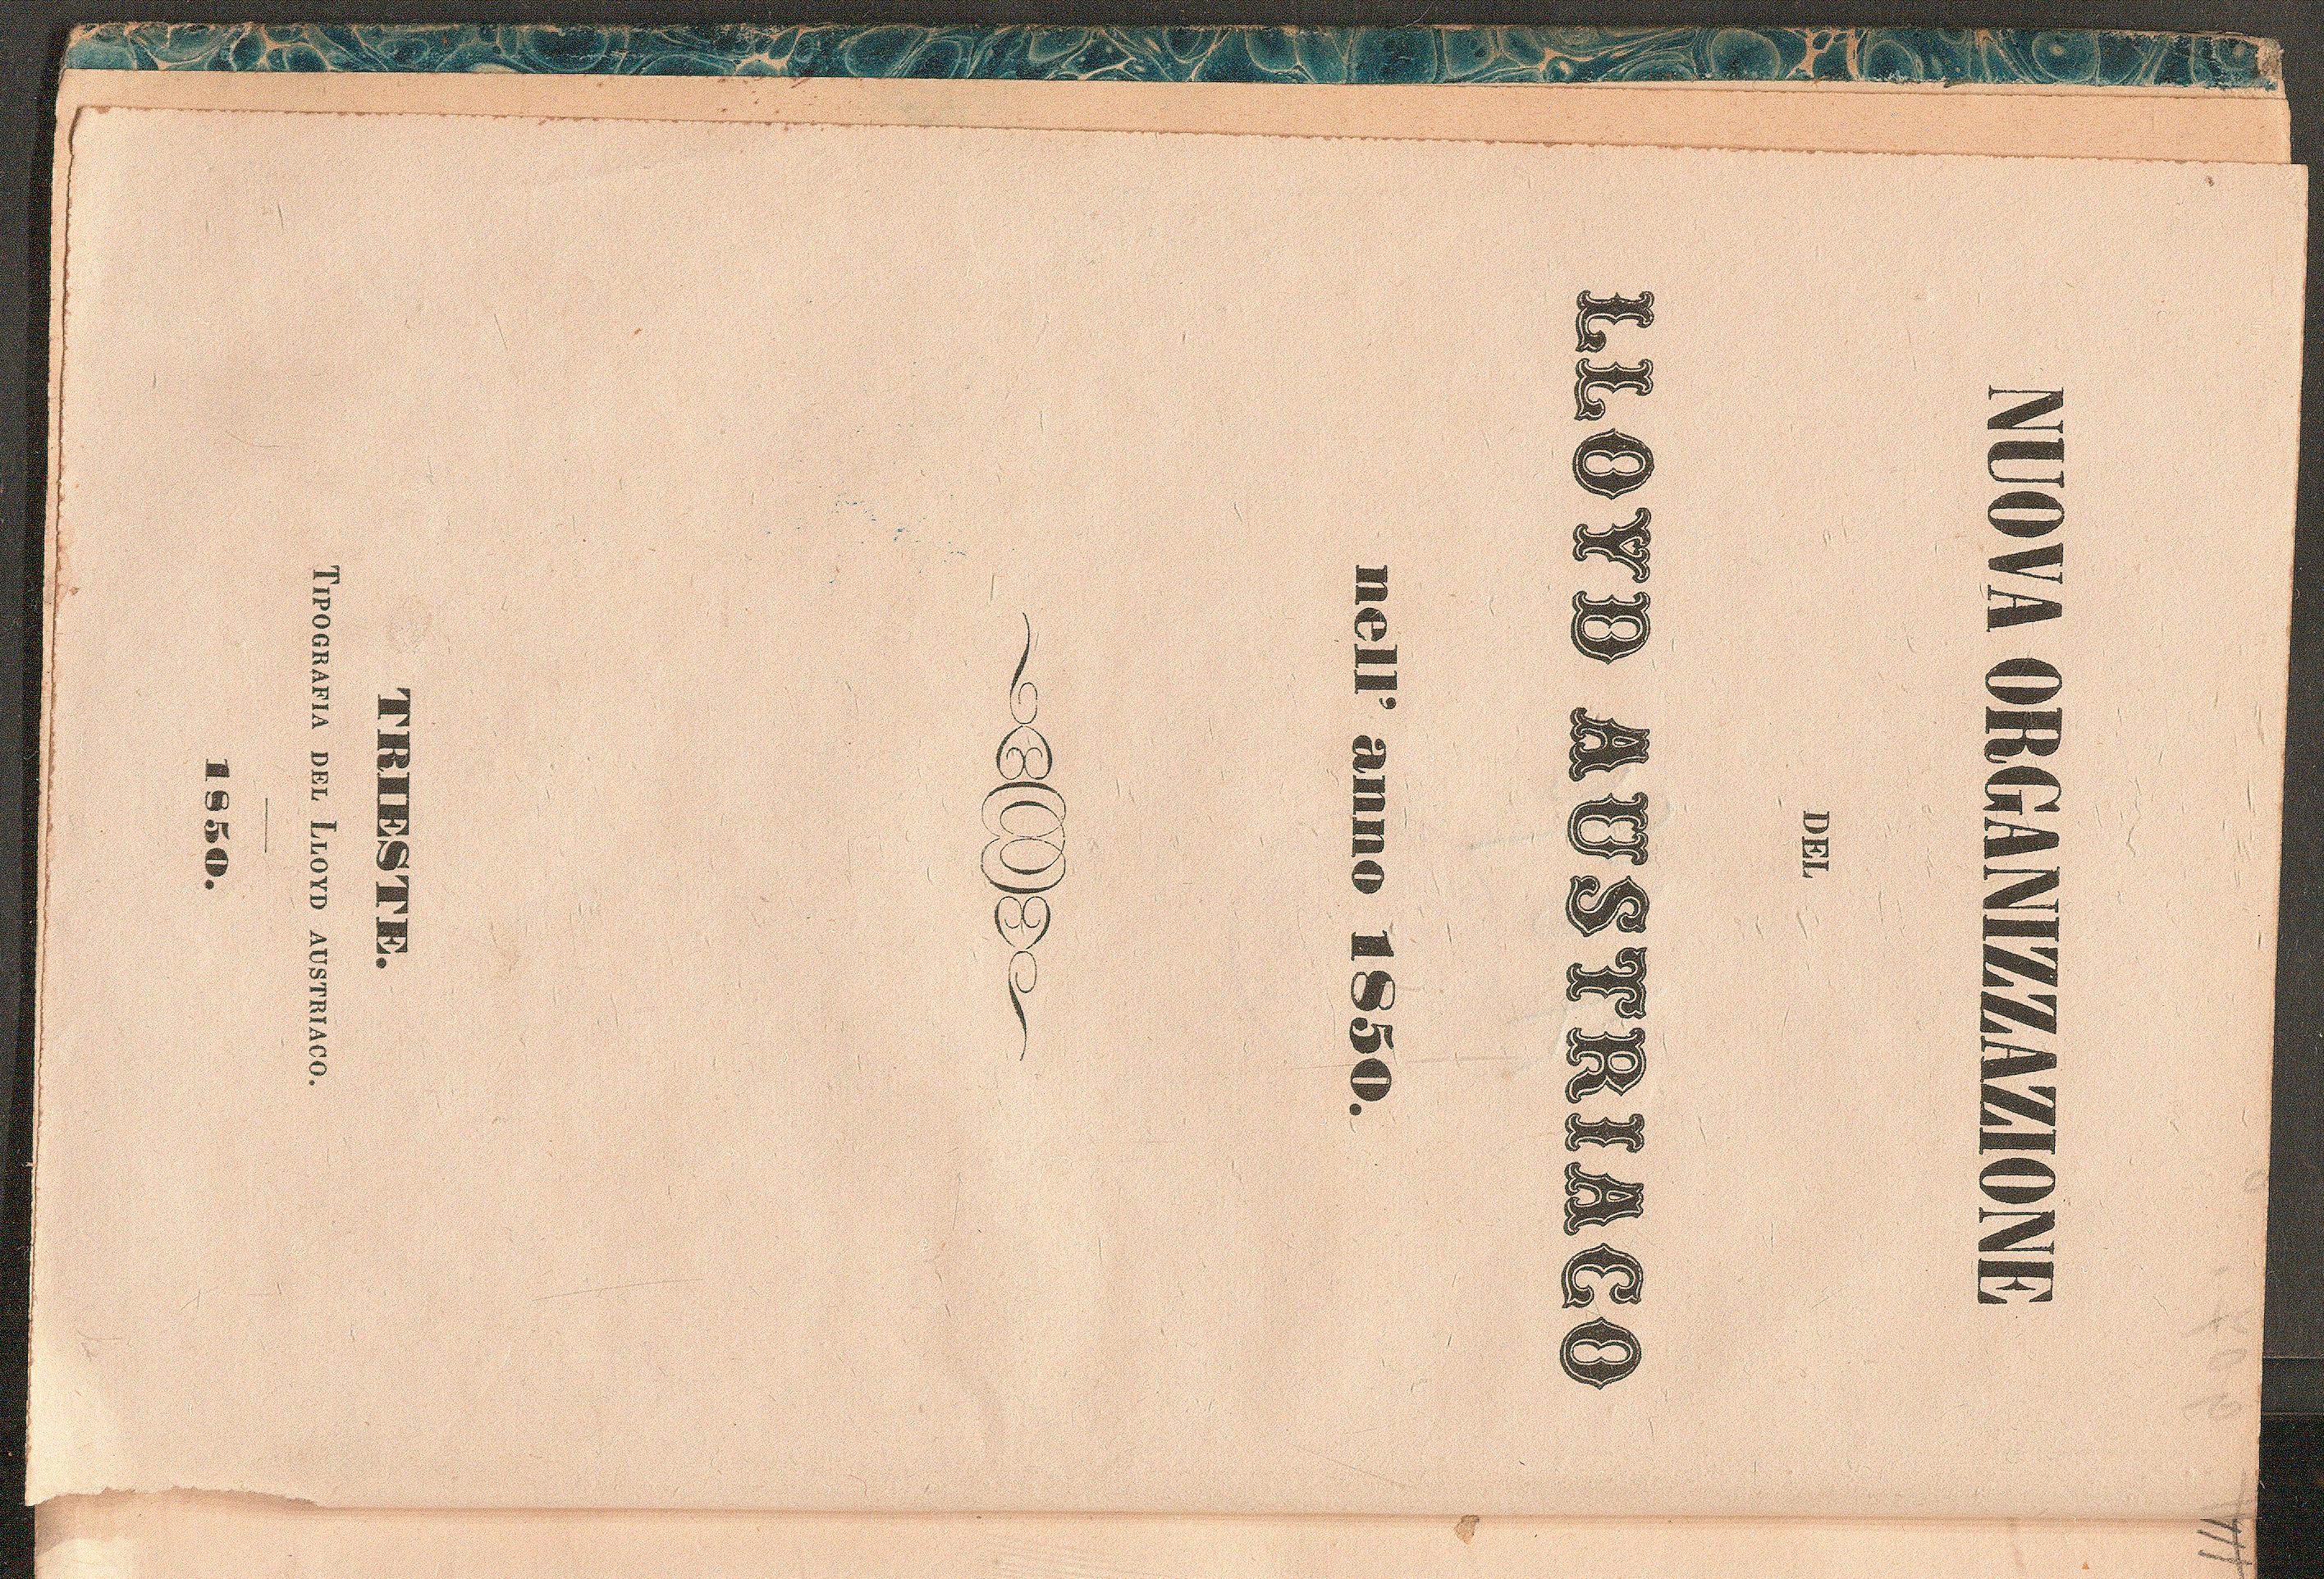 NUOVA ORGANIZZAZIONE
DEL
LLOYD AUSTRIACO
nell' anno 1850.
TRIESTE.
TIPOGRAFIA DEL LLOYD AUSTRIACO.
1850.